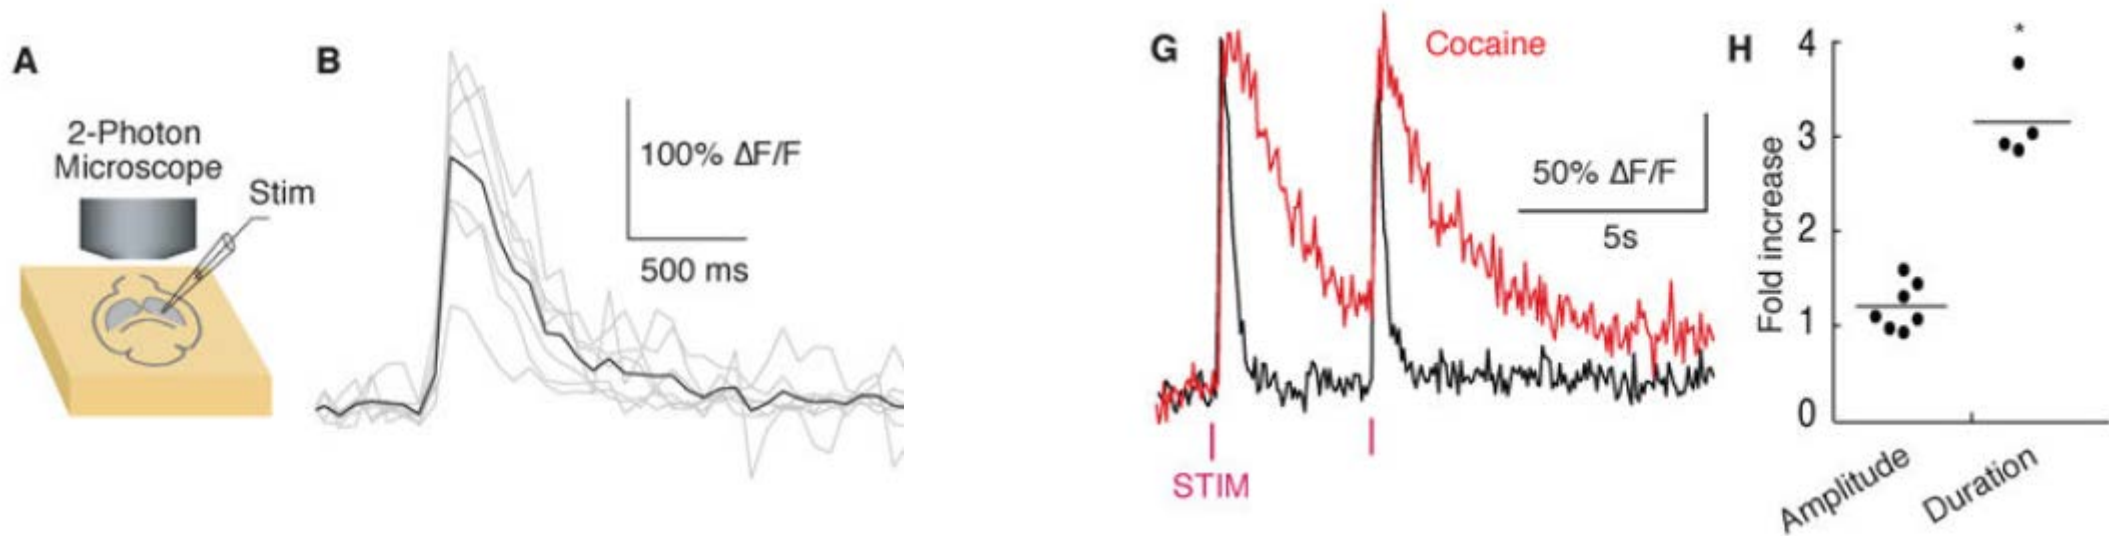 A
2-Photon
Microscope
Stim
B
100% ΔF/F
500 ms
G
Cocaine
50% ΔF/F
5s
STIM
H
*
Fold increase
4
3
2
1
0
Amplitude
Duration